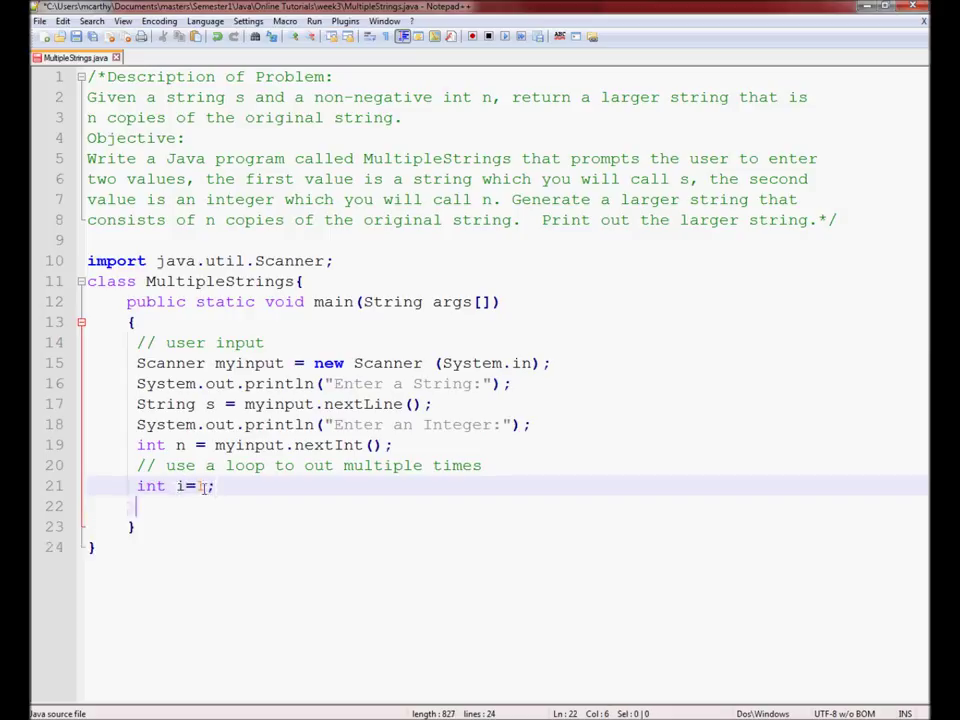 *C:\Users\mcarthy\Documents\masters\Semester1\Java\Online Tutorials\week3\MultipleStrings.java - Notepad++
File Edit Search View Encoding Language Settings Macro Run Plugins Window ? X
MultipleStrings.java
1 /*Description of Problem:
2 Given a string s and a non-negative int n, return a larger string that is
3 n copies of the original string.
4 Objective:
5 Write a Java program called MultipleStrings that prompts the user to enter
6 two values, the first value is a string which you will call s, the second
7 value is an integer which you will call n. Generate a larger string that
8 consists of n copies of the original string.  Print out the larger string.*/
9
10 import java.util.Scanner;
11 class MultipleStrings{
12 public static void main(String args[])
13 {
14 // user input
15 Scanner myinput = new Scanner (System.in);
16 System.out.println("Enter a String:");
17 String s = myinput.nextLine();
18 System.out.println("Enter an Integer:");
19 int n = myinput.nextInt();
20 // use a loop to out multiple times
21 int i=1;
22
23 }
24 }
Java source file length : 827 lines : 24 Ln : 22 Col : 6 Sel : 0 | 0 Dos\Windows UTF-8 w/o BOM INS